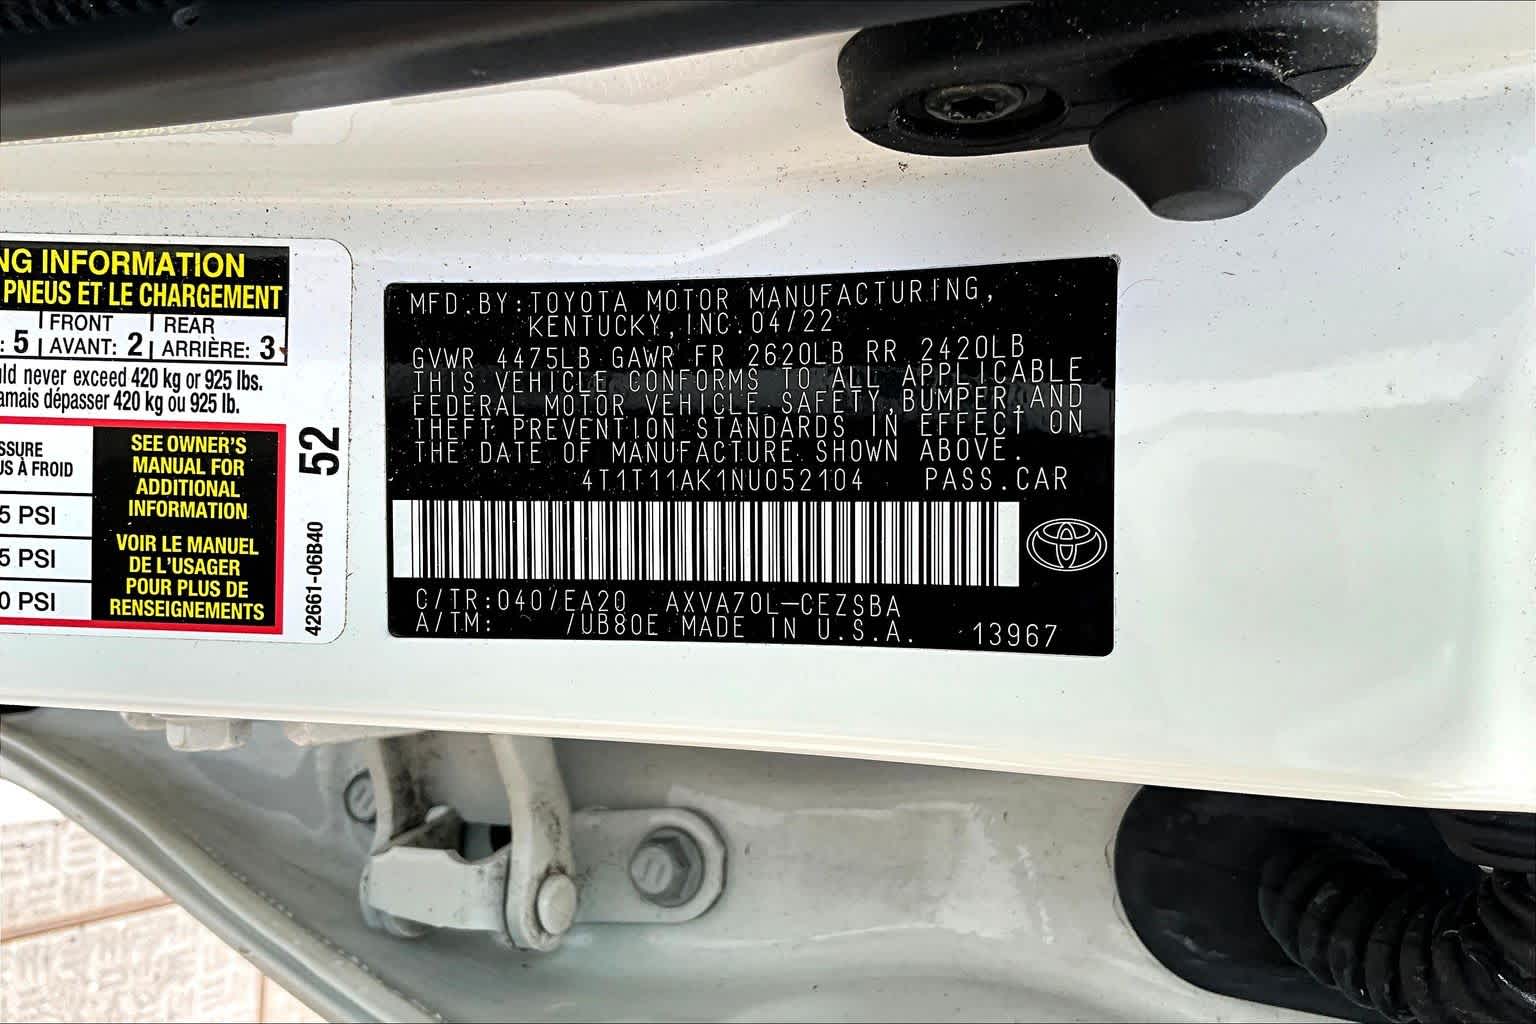 NG INFORMATION
PNEUS ET LE CHARGEMENT
: 5 | FRONT AVANT: 2 | REAR ARRIÈRE: 3
never exceed 420 kg or 925 lbs.
dépasser 420 kg ou 925 lb.
SSURE
US À FROID
5 PSI
5 PSI
0 PSI
SEE OWNER'S
MANUAL FOR
ADDITIONAL
INFORMATION
VOIR LE MANUEL
DE L'USAGER
POUR PLUS DE
RENSEIGNEMENTS
52
42661-06B40
MFD.BY:TOYOTA MOTOR MANUFACTURING,
KENTUCKY,INC.04/22
GVWR 4475LB GAWR FR 2620LB RR 2420LB
THIS VEHICLE CONFORMS TO ALL APPLICABLE
FEDERAL MOTOR VEHICLE SAFETY,BUMPER,AND
THEFT PREVENTION STANDARDS IN EFFECT ON
THE DATE OF MANUFACTURE SHOWN ABOVE.
4T1T11AK1NU052104 PASS.CAR
C/TR:040/EA20 AXVA70L-CEZSBA
A/TM: /UB80E MADE IN U.S.A. 13967